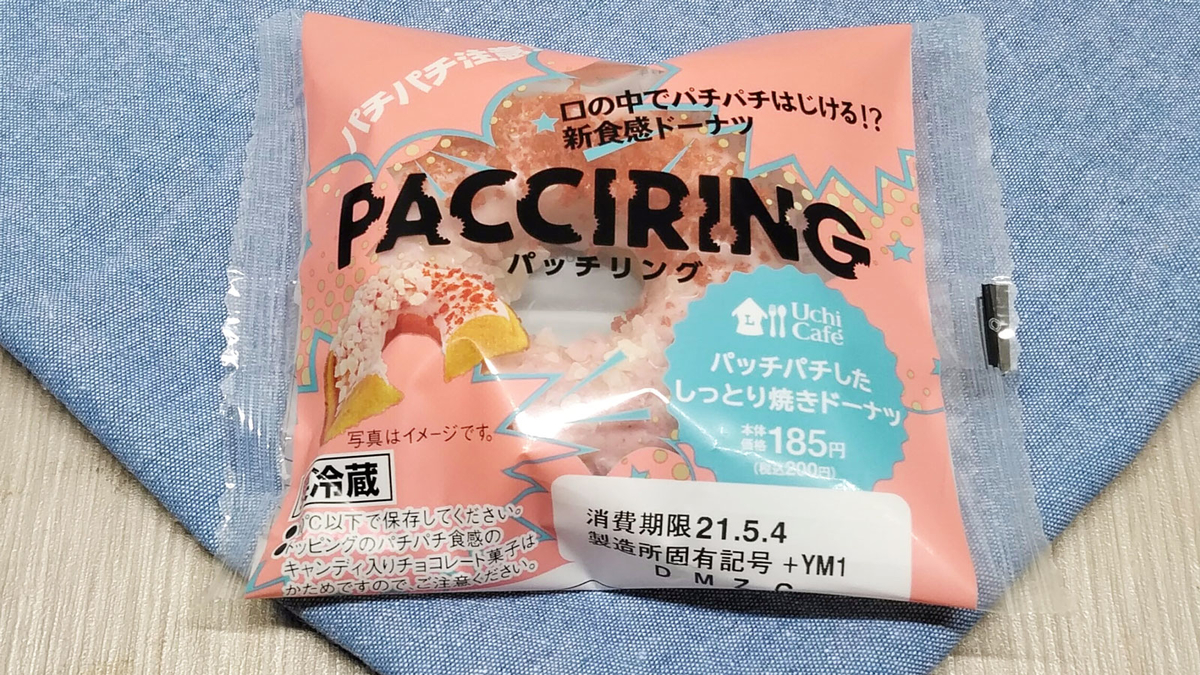 パチパチ注意
口の中でパチパチはじける!?
新食感ドーナツ
PACCIRING
パッチリング
L
Uchi
Café
パッチパチした
しっとり焼きドーナツ
本体
価格185円
(税込200円)
写真はイメージです。
冷蔵
℃以下で保存してください。
トッピングのパチパチ食感の
キャンディ入りチョコレート菓子は
かためですので、ご注意ください。
消費期限21.5.4
製造所固有記号 +YM1